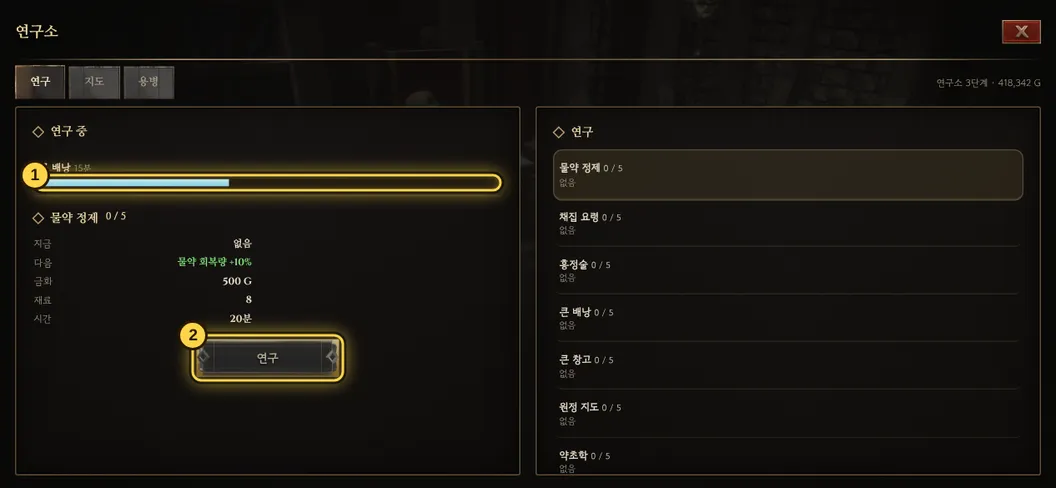 연구소
연구 지도 용병
연구소 3단계 · 418,342 G
연구 중
배낭 15분
1
물약 정제 0 / 5
지금 없음
다음 물약 회복량 +10%
금화 500 G
재료 8
시간 20분
2
연구
연구
물약 정제 0 / 5
없음
채집 요령 0 / 5
없음
흥정술 0 / 5
없음
큰 배낭 0 / 5
없음
큰 창고 0 / 5
없음
원정 지도 0 / 5
없음
약초학 0 / 5
없음